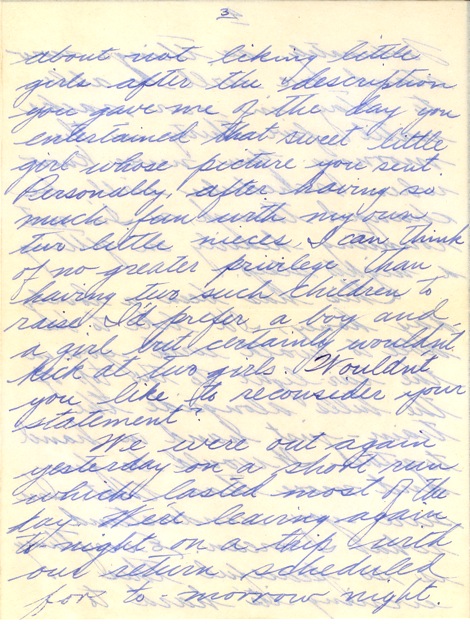 3
about not liking little
girls after the description
you gave me of the day you
entertained that sweet little
girl whose picture you sent.
Personally, after having so
much fun with my own
two little nieces, I can think
of no greater privilege than
having two such children to
raise. I'd prefer a boy and
a girl but certainly wouldn't
kick at two girls. Wouldn't
you like to reconsider your
statement?
We were out again
yesterday on a short run
which lasted most of the
day. We're leaving again
to night on a trip with
our return scheduled
for to-morrow night.